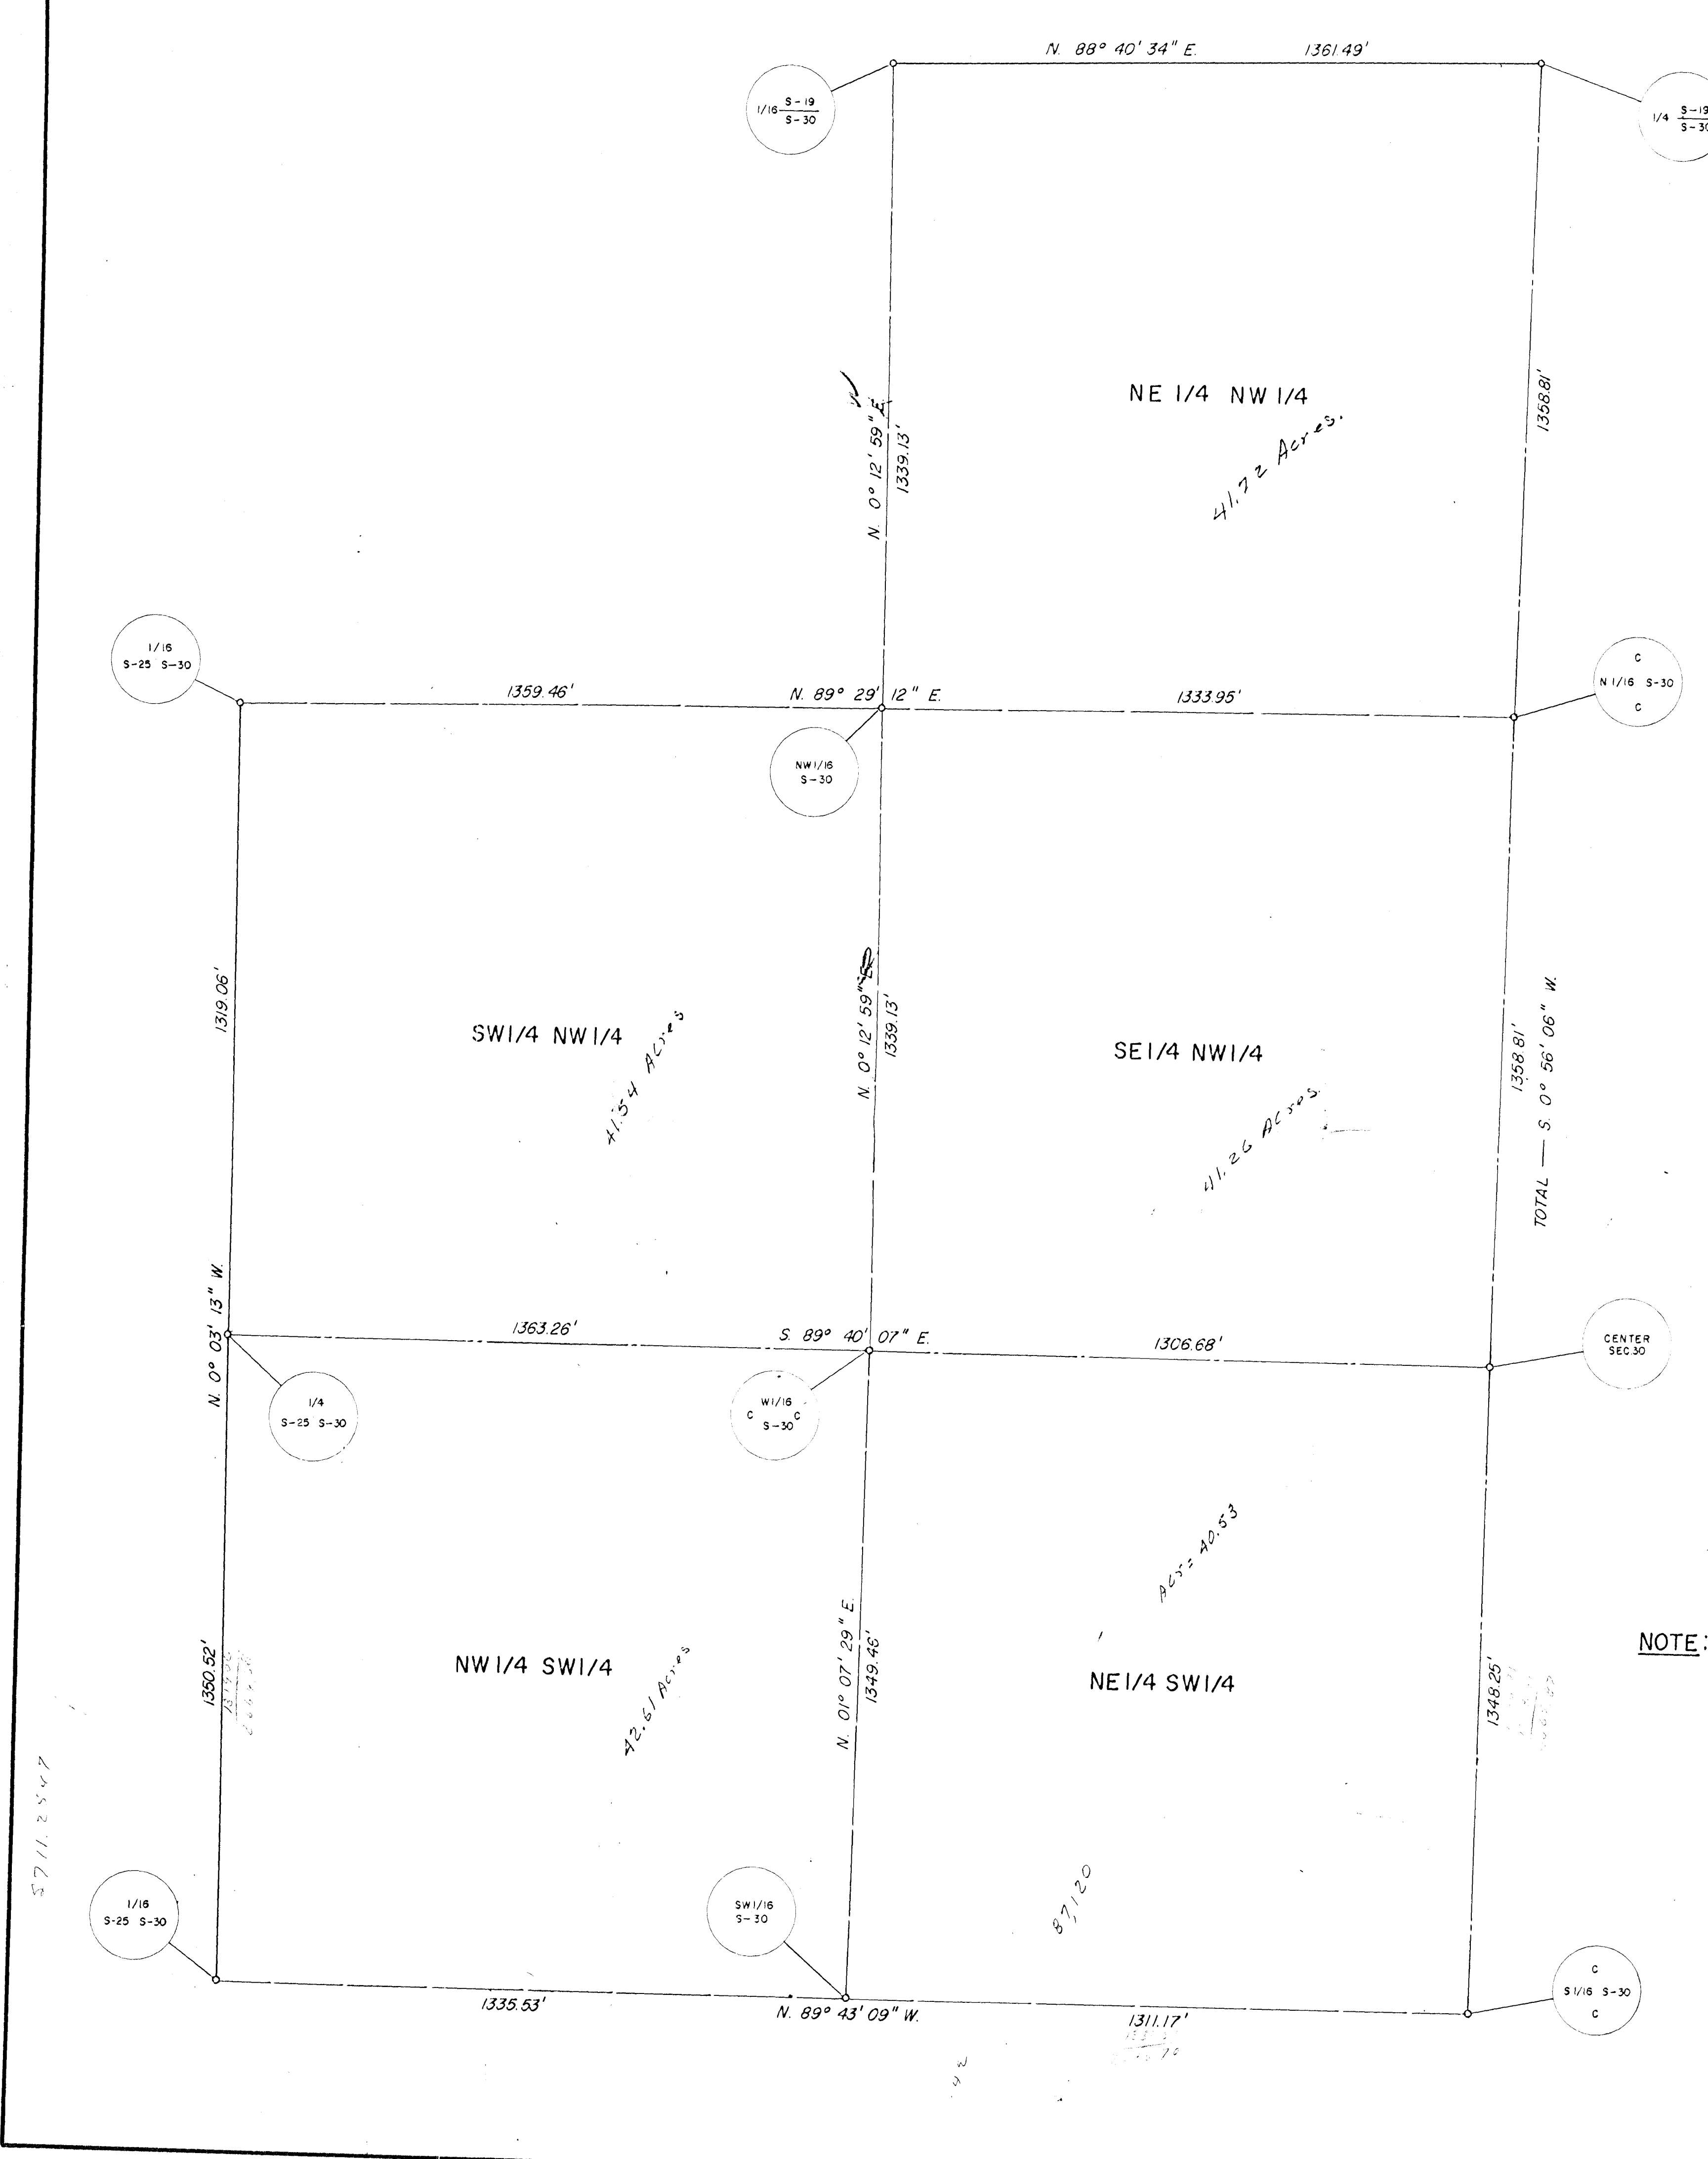 N. 88° 40' 34" E. 1361.49'
1/16 S-19
S-30
1/4 S-19
S-30
NE 1/4 NW 1/4
41.72 Acres.
N. 0° 12' 59" E.
1339.13'
1358.81'
1/16
S-25 S-30
1359.46' N. 89° 29' 12" E. 1333.95'
C
N 1/16 S-30
C
NW1/16
S-30
1319.06'
SW1/4 NW1/4
41.54 Acres
N. 0° 12' 59" E.
1339.13'
SE1/4 NW1/4
41.26 Acres.
1358.81'
TOTAL — S. 0° 56' 06" W.
N. 0° 03' 13" W.
1363.26' S. 89° 40' 07" E. 1306.68'
CENTER
SEC.30
1/4
S-25 S-30
W1/16
C C
S-30
1350.52'
NW 1/4 SW1/4
42.61 Acres
N. 01° 07' 29" E.
1349.46'
Acr= 40.53
NE1/4 SW1/4
1348.25'
NOTE:
5711.2547
87,120
1/16
S-25 S-30
SW1/16
S-30
C
S 1/16 S-30
C
1335.53' N. 89° 43' 09" W. 1311.17'